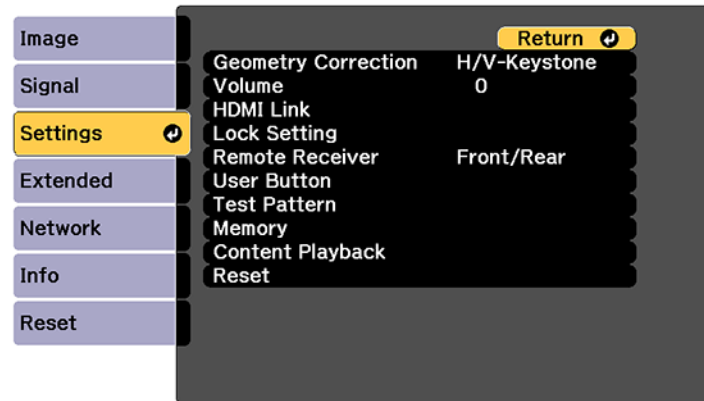 Image
Signal
Settings
Extended
Network
Info
Reset
Return
Geometry Correction H/V-Keystone
Volume 0
HDMI Link
Lock Setting
Remote Receiver Front/Rear
User Button
Test Pattern
Memory
Content Playback
Reset